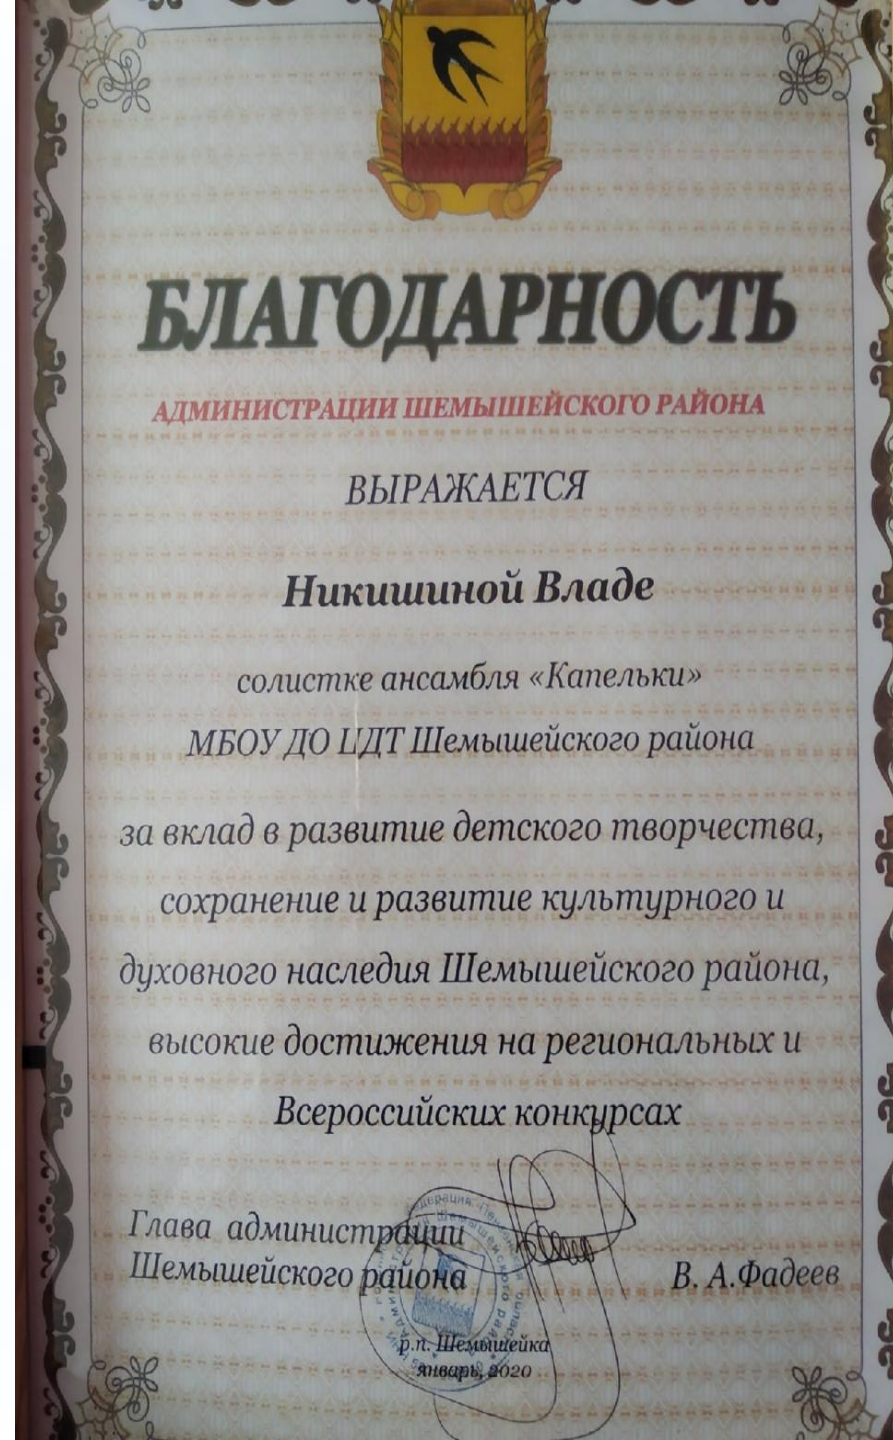 БЛАГОДАРНОСТЬ
АДМИНИСТРАЦИИ ШЕМЫШЕЙСКОГО РАЙОНА
ВЫРАЖАЕТСЯ
Никишиной Владе
солистке ансамбля «Капельки»
МБОУ ДО ЦДТ Шемышейского района
за вклад в развитие детского творчества,
сохранение и развитие культурного и
духовного наследия Шемышейского района,
высокие достижения на региональных и
Всероссийских конкурсах
Глава администрации
Шемышейского района
В. А.Фадеев
р.п. Шемышейка
январь, 2020